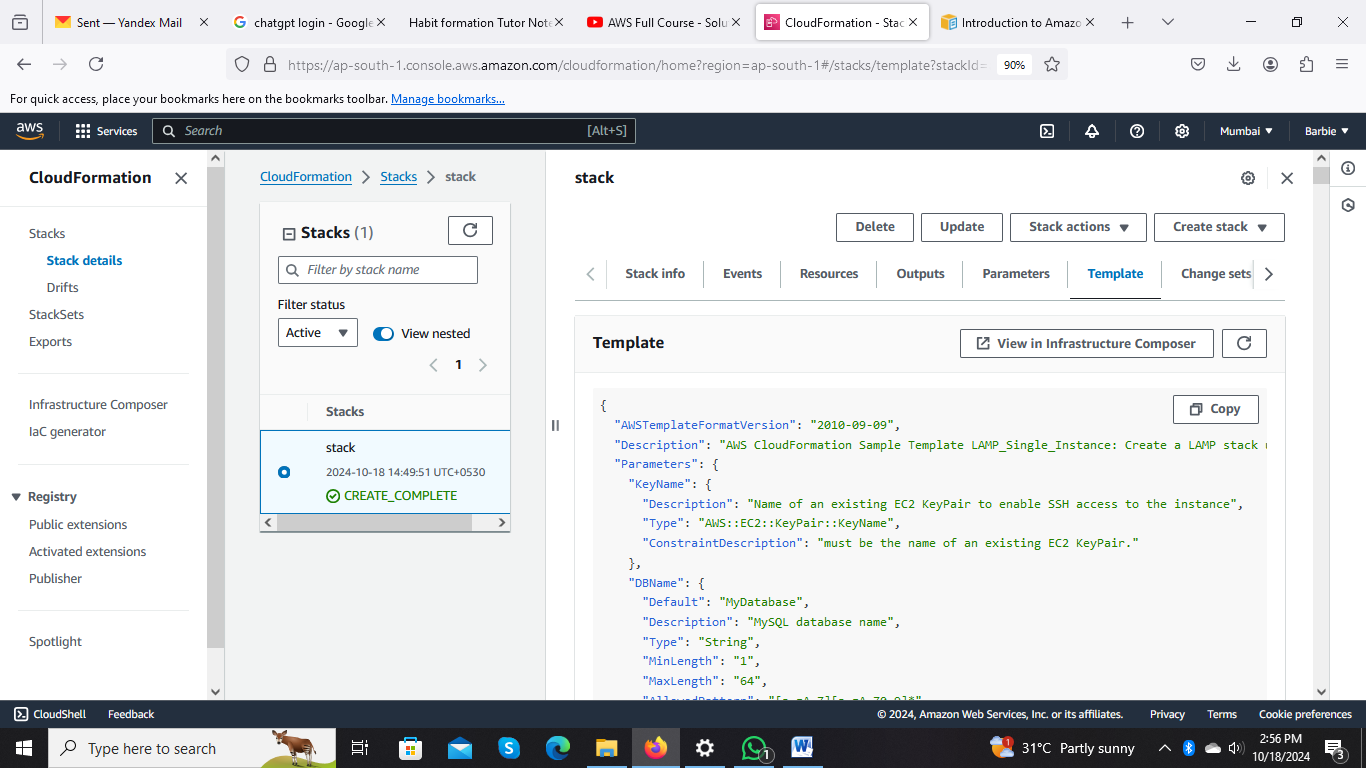 Sent — Yandex Mail
chatgpt login - Google
Habit formation Tutor Note
AWS Full Course - Solu
CloudFormation - Stac
Introduction to Amazo
https://ap-south-1.console.aws.amazon.com/cloudformation/home?region=ap-south-1#/stacks/template?stackId=
90%
For quick access, place your bookmarks here on the bookmarks toolbar. Manage bookmarks...
aws
Services
Search
[Alt+S]
Mumbai
Barbie
CloudFormation
Stacks
Stack details
Drifts
StackSets
Exports
Infrastructure Composer
IaC generator
Registry
Public extensions
Activated extensions
Publisher
Spotlight
CloudFormation
Stacks
stack
Stacks (1)
Filter by stack name
Filter status
Active
View nested
1
Stacks
stack
2024-10-18 14:49:51 UTC+0530
CREATE_COMPLETE
stack
Delete
Update
Stack actions
Create stack
Stack info
Events
Resources
Outputs
Parameters
Template
Change sets
Template
View in Infrastructure Composer
Copy
{
"AWSTemplateFormatVersion": "2010-09-09",
"Description": "AWS CloudFormation Sample Template LAMP_Single_Instance: Create a LAMP stack
"Parameters": {
"KeyName": {
"Description": "Name of an existing EC2 KeyPair to enable SSH access to the instance",
"Type": "AWS::EC2::KeyPair::KeyName",
"ConstraintDescription": "must be the name of an existing EC2 KeyPair."
},
"DBName": {
"Default": "MyDatabase",
"Description": "MySQL database name",
"Type": "String",
"MinLength": "1",
"MaxLength": "64",
CloudShell
Feedback
© 2024, Amazon Web Services, Inc. or its affiliates.
Privacy
Terms
Cookie preferences
Type here to search
1
1
31°C Partly sunny
2:56 PM
10/18/2024
3